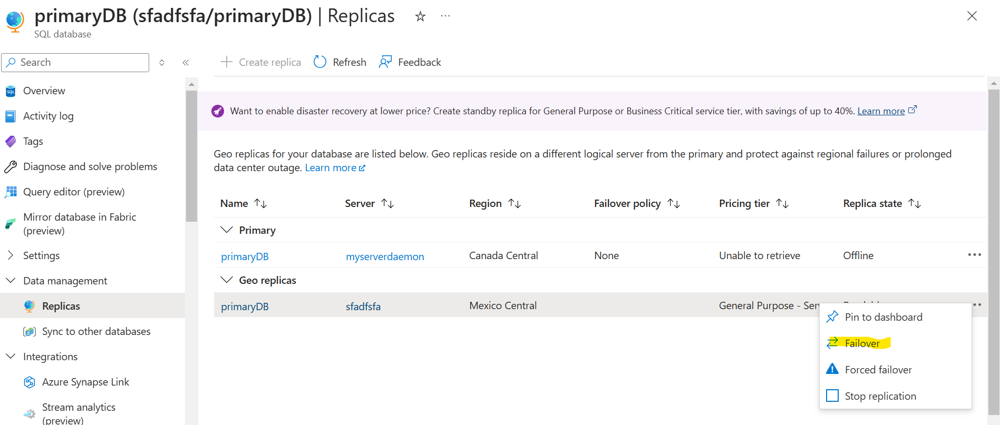 primaryDB (sfadfsfa/primaryDB) | Replicas
SQL database
Search
Create replica
Refresh
Feedback
Overview
Activity log
Tags
Diagnose and solve problems
Query editor (preview)
Mirror database in Fabric
(preview)
Settings
Data management
Replicas
Sync to other databases
Integrations
Azure Synapse Link
Stream analytics
(preview)
Want to enable disaster recovery at lower price? Create standby replica for General Purpose or Business Critical service tier, with savings of up to 40%. Learn more
Geo replicas for your database are listed below. Geo replicas reside on a different logical server from the primary and protect against regional failures or prolonged
data center outage. Learn more
Name Server Region Failover policy Pricing tier Replica state
Primary
primaryDB myserverdaemon Canada Central None Unable to retrieve Offline
Geo replicas
primaryDB sfadfsfa Mexico Central General Purpose - Ser
Pin to dashboard
Failover
Forced failover
Stop replication